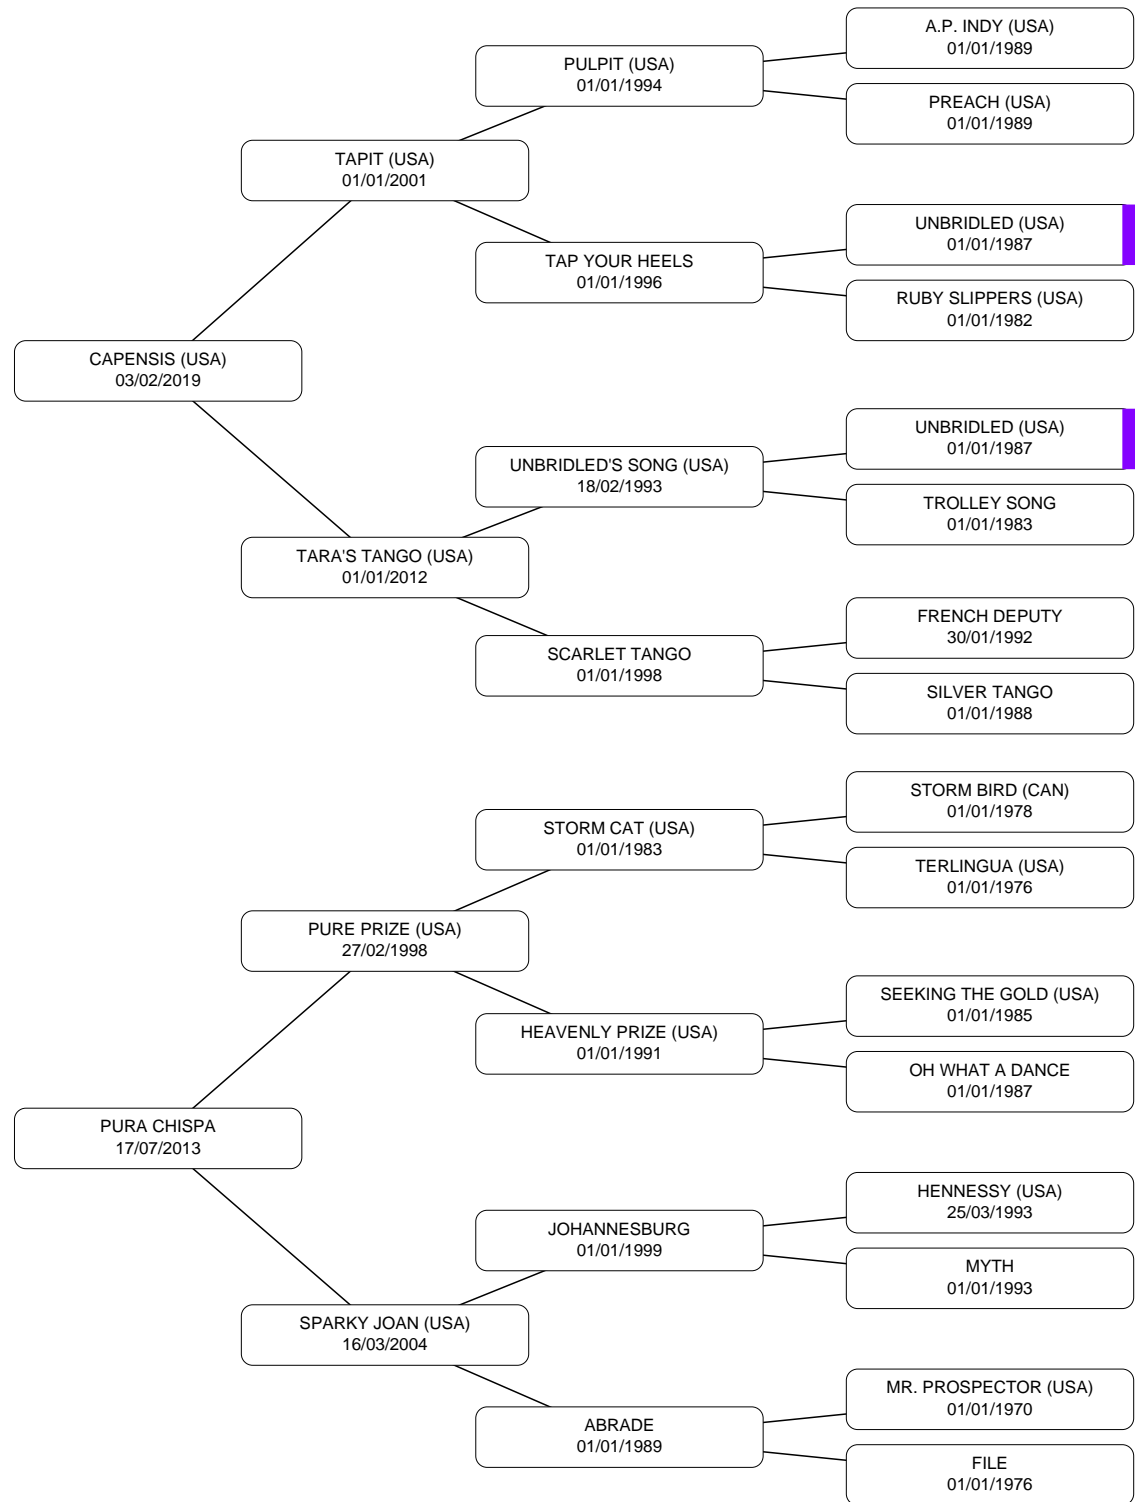 A.P. INDY (USA)
01/01/1989
PULPIT (USA)
01/01/1994
PREACH (USA)
01/01/1989
TAPIT (USA)
01/01/2001
UNBRIDLED (USA)
01/01/1987
TAP YOUR HEELS
01/01/1996
RUBY SLIPPERS (USA)
01/01/1982
CAPENSIS (USA)
03/02/2019
UNBRIDLED (USA)
01/01/1987
UNBRIDLED'S SONG (USA)
18/02/1993
TROLLEY SONG
01/01/1983
TARA'S TANGO (USA)
01/01/2012
FRENCH DEPUTY
30/01/1992
SCARLET TANGO
01/01/1998
SILVER TANGO
01/01/1988
STORM BIRD (CAN)
01/01/1978
STORM CAT (USA)
01/01/1983
TERLINGUA (USA)
01/01/1976
PURE PRIZE (USA)
27/02/1998
SEEKING THE GOLD (USA)
01/01/1985
HEAVENLY PRIZE (USA)
01/01/1991
OH WHAT A DANCE
01/01/1987
PURA CHISPA
17/07/2013
HENNESSY (USA)
25/03/1993
JOHANNESBURG
01/01/1999
MYTH
01/01/1993
SPARKY JOAN (USA)
16/03/2004
MR. PROSPECTOR (USA)
01/01/1970
ABRADE
01/01/1989
FILE
01/01/1976